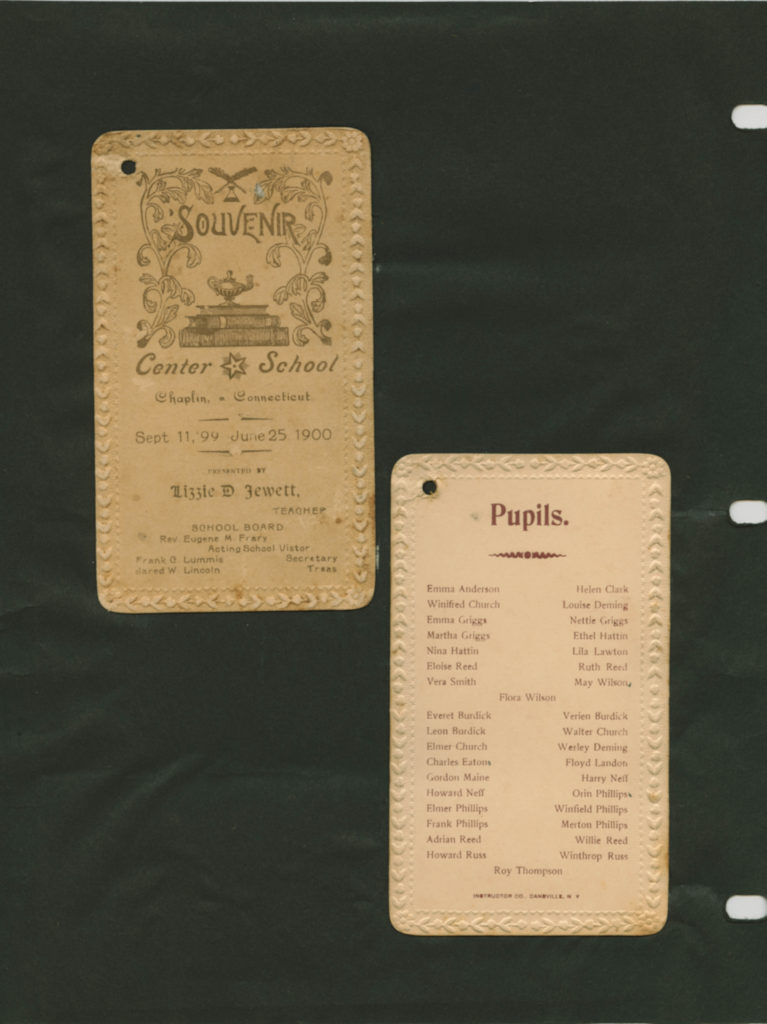 SOUVENIR
Center School
Chaplin, = Connecticut
Sept. 11, '99 June 25, 1900
PRESENTED BY
Lizzie D. Jewett,
TEACHER
SCHOOL BOARD
Rev. Eugene M. Frary
Acting School Vistor
Frank C. Lummis Secretary
Jared W. Lincoln Treas
Pupils.
Emma Anderson Helen Clark
Winified Church Louise Deming
Emma Griggs Nettie Griggs
Martha Griggs Ethel Hattin
Nina Hattin Lila Lawton
Eloise Reed Ruth Reed
Vera Smith May Wilson
Flora Wilson
Everet Burdick Verien Burdick
Leon Burdick Walter Church
Elmer Church Werley Deming
Charles Eatons Floyd Landon
Gordon Maine Harry Neff
Howard Neff Orin Phillips
Elmer Phillips Winfield Phillips
Frank Phillips Merton Phillips
Adrian Reed Willie Reed
Howard Russ Winthrop Russ
Roy Thompson
INSTRUCTOR CO., DANSVILLE, N. Y